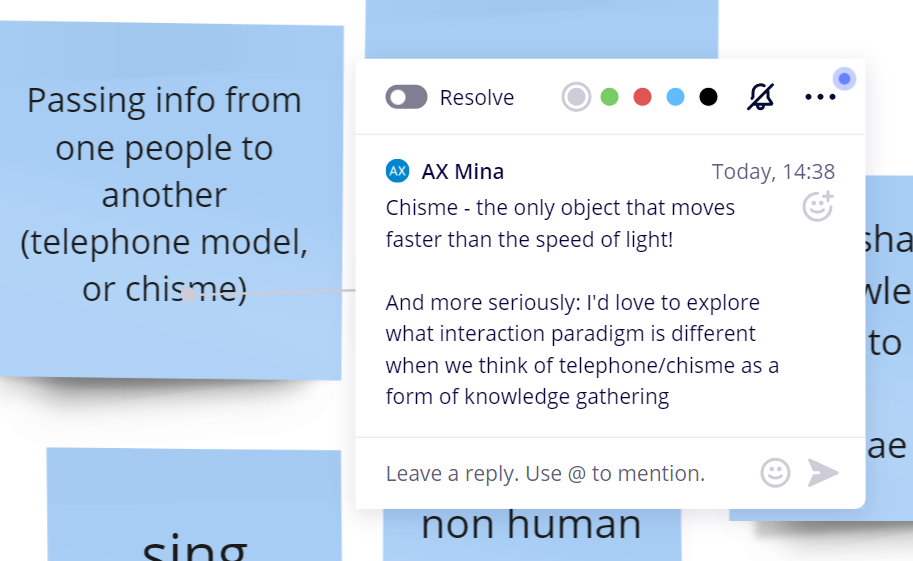 Passing info from
one people to
another
(telephone model,
or chisme)
Resolve
AX
AX Mina
Today, 14:38
Chisme - the only object that moves
faster than the speed of light!
And more seriously: I'd love to explore
what interaction paradigm is different
when we think of telephone/chisme as a
form of knowledge gathering
Leave a reply. Use @ to mention.
to
sing
non human